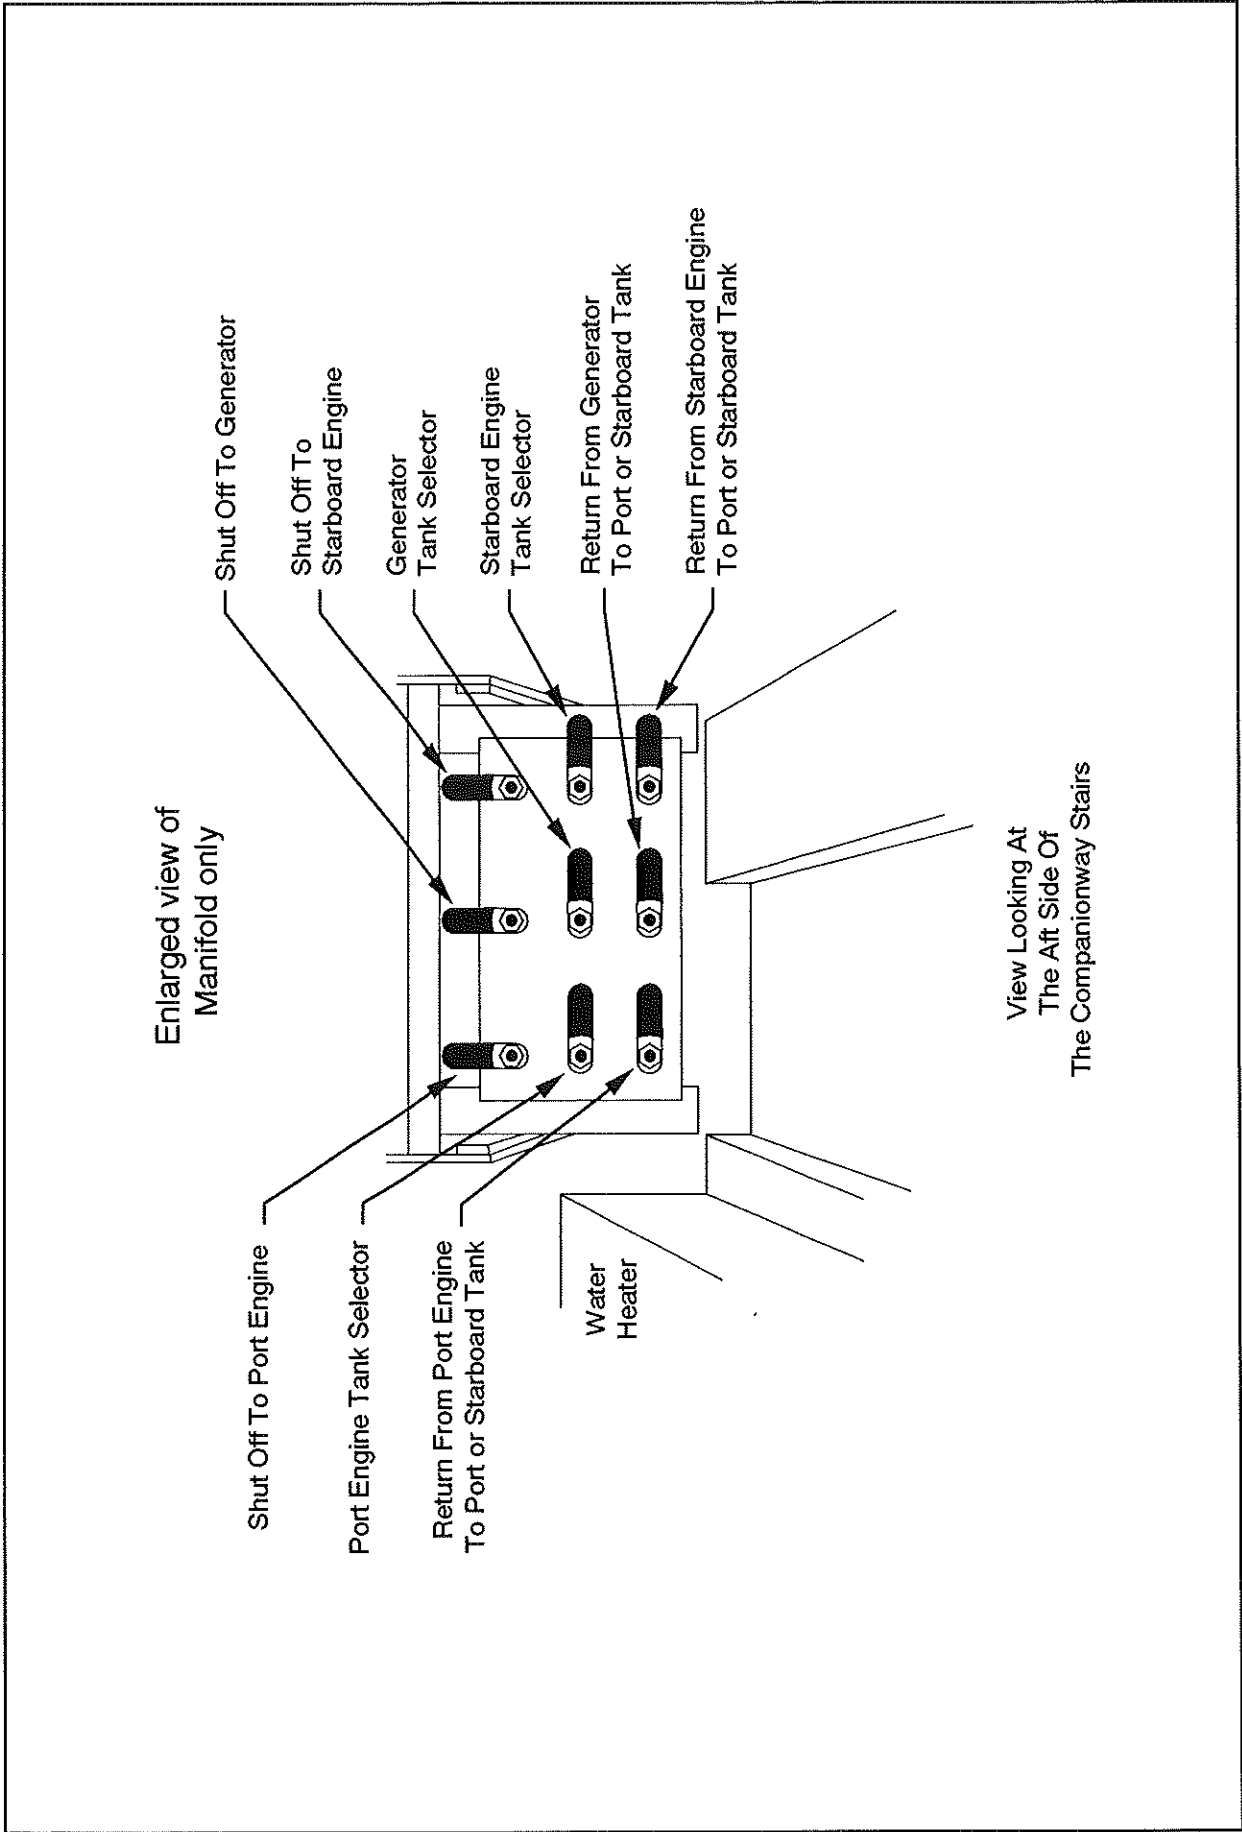 Enlarged view of
Manifold only
Shut Off To Port Engine
Port Engine Tank Selector
Return From Port Engine
To Port or Starboard Tank
Water
Heater
Shut Off To Generator
Shut Off To
Starboard Engine
Generator
Tank Selector
Starboard Engine
Tank Selector
Return From Generator
To Port or Starboard Tank
Return From Starboard Engine
To Port or Starboard Tank
View Looking At
The Aft Side Of
The Companionway Stairs